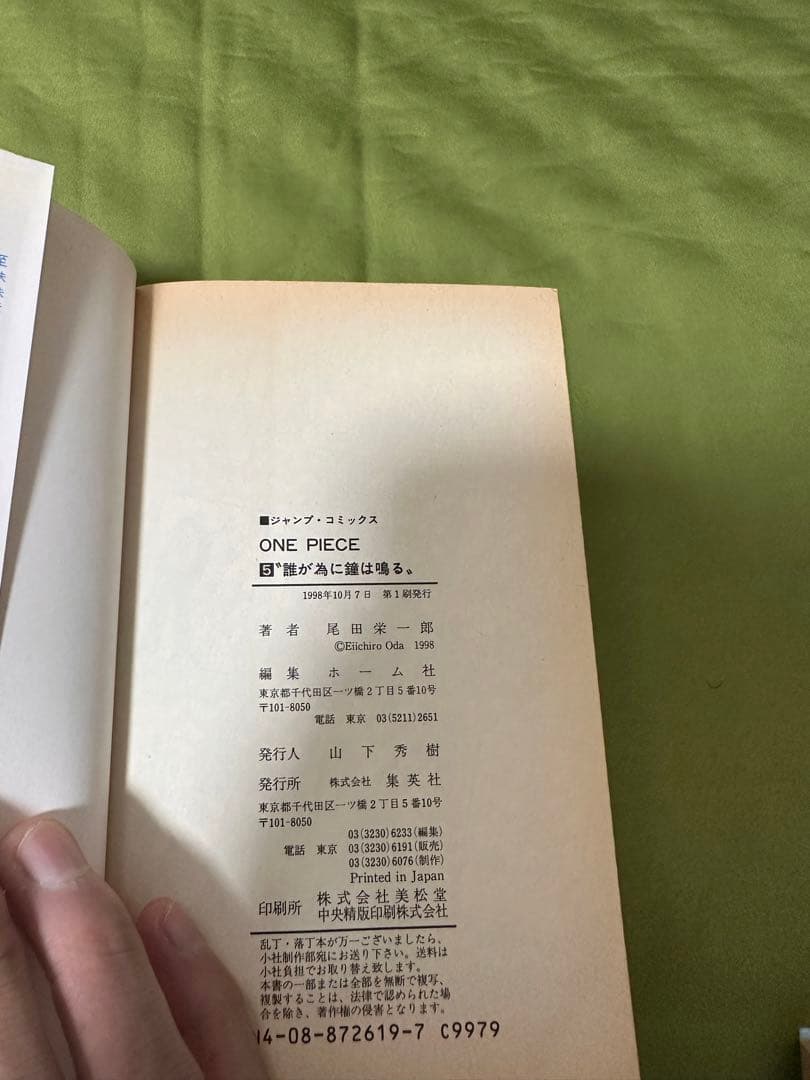 ■ジャンプ・コミックス
ONE PIECE
5〝誰が為に鐘は鳴る〟
1998年10月7日 第1刷発行
著者 尾田栄一郎
©Eiichiro Oda 1998
編集 ホーム社
東京都千代田区一ツ橋2丁目5番10号
〒101-8050
電話 東京 03(5211)2651
発行人 山下秀樹
発行所 株式会社 集英社
東京都千代田区一ツ橋2丁目5番10号
〒101-8050
03(3230)6233(編集)
電話 東京 03(3230)6191(販売)
03(3230)6076(制作)
Printed in Japan
印刷所 株式会社美松堂
中央精版印刷株式会社
乱丁・落丁本が万一ございましたら、
小社制作部宛にお送り下さい。送料は
小社負担でお取り替え致します。
本書の一部または全部を無断で複写、
複製することは、法律で認められた場
合を除き、著作権の侵害となります。
4-08-872619-7 C9979